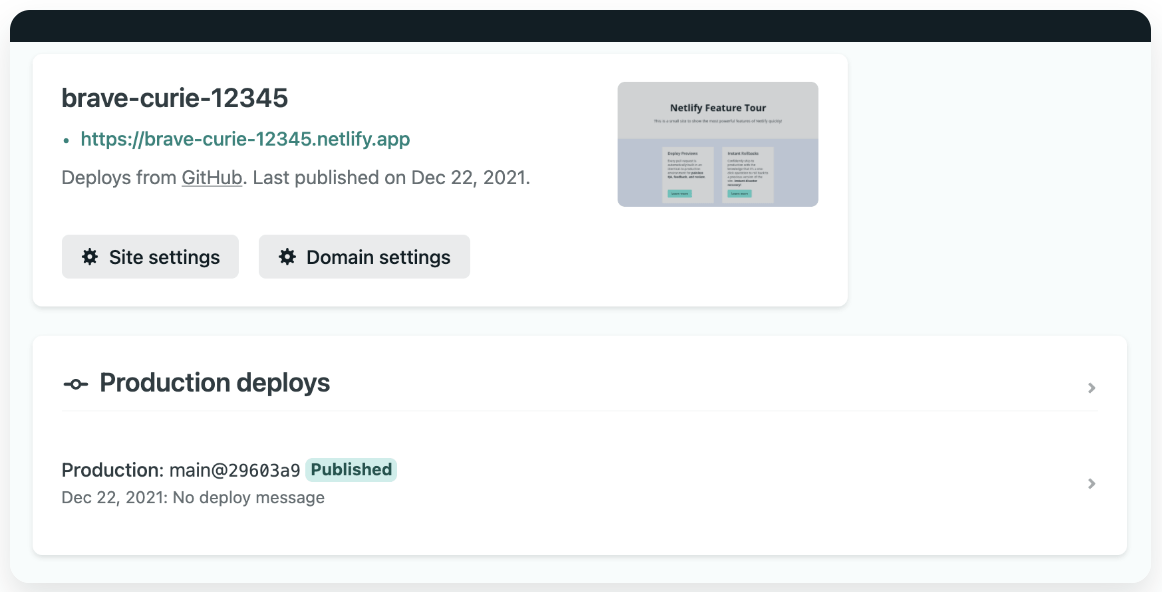 brave-curie-12345
• https://brave-curie-12345.netlify.app
Deploys from GitHub. Last published on Dec 22, 2021.
Netlify Feature Tour
This is a small site to show the most powerful features of Netlify quickly!
Deploy Previews
Instant Rollbacks
Site settings
Domain settings
Production deploys
Production: main@29603a9 Published
Dec 22, 2021: No deploy message